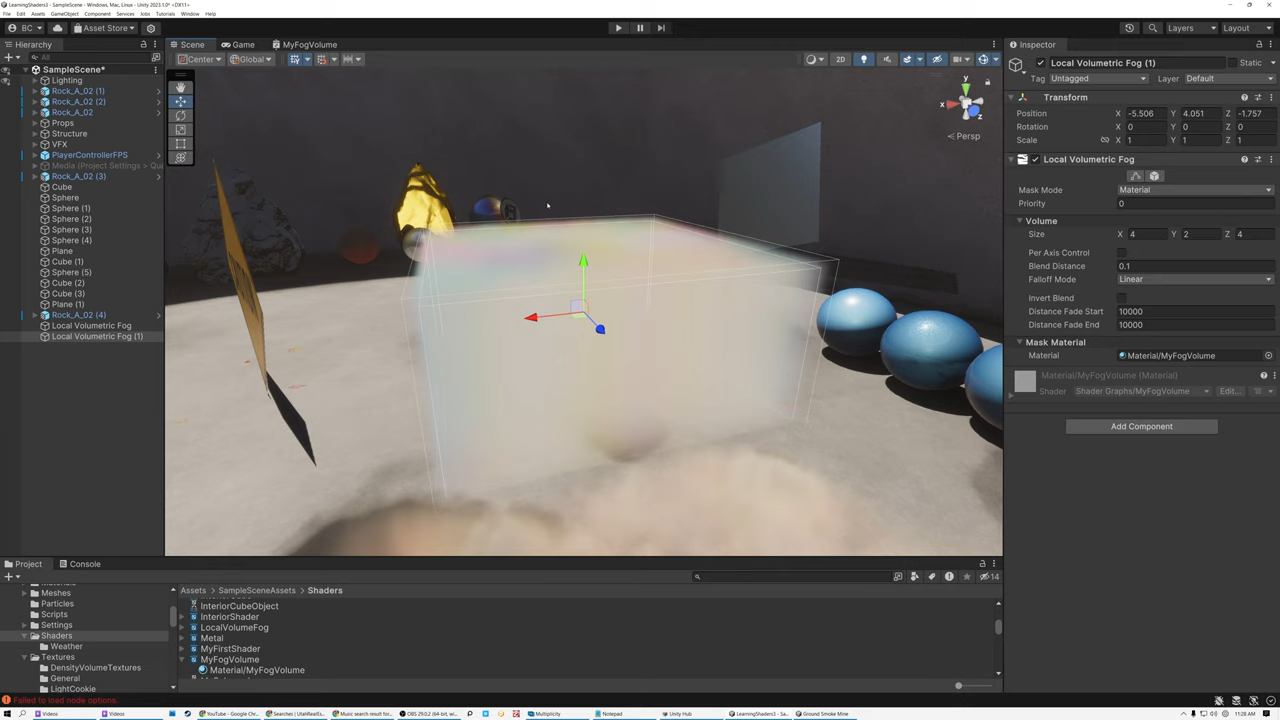 LearningShaders3 - SampleScene - Windows, Mac, Linux - Unity 2023.1.0* <DX11>
File Edit Assets GameObject Component Services Jobs Tutorials Window Help
BC Asset Store Layers Layout
Hierarchy
All
SampleScene*
Lighting
Rock_A_02 (1)
Rock_A_02 (2)
Rock_A_02
Props
Structure
VFX
PlayerControllerFPS
Media (Project Settings > Qu
Rock_A_02 (3)
Cube
Sphere
Sphere (1)
Sphere (2)
Sphere (3)
Sphere (4)
Plane
Cube (1)
Sphere (5)
Cube (2)
Cube (3)
Plane (1)
Rock_A_02 (4)
Local Volumetric Fog
Local Volumetric Fog (1)
Scene Game MyFogVolume
Center Global 2D
y
x
z
Persp
Inspector
Local Volumetric Fog (1) Static
Tag Untagged Layer Default
Transform
Position X -5.506 Y 4.051 Z -1.757
Rotation X 0 Y 0 Z 0
Scale X 1 Y 1 Z 1
Local Volumetric Fog
Mask Mode Material
Priority 0
Volume
Size X 4 Y 2 Z 4
Per Axis Control
Blend Distance 0.1
Falloff Mode Linear
Invert Blend
Distance Fade Start 10000
Distance Fade End 10000
Mask Material
Material Material/MyFogVolume
Material/MyFogVolume (Material)
Shader Shader Graphs/MyFogVolume Edit...
Add Component
Project Console
14
Meshes
Particles
Scripts
Settings
Shaders
Weather
Textures
DensityVolumeTextures
General
LightCookie
Assets > SampleSceneAssets > Shaders
InteriorCubeObject
InteriorShader
LocalVolumeFog
Metal
MyFirstShader
MyFogVolume
Material/MyFogVolume
Failed to load node options.
Videos Videos YouTube - Google Chr... Searches | UtahRealEs... Music search result for... OBS 29.0.2 (64-bit, wi... Multiplicity Notepad Unity Hub LearningShaders3 - Sa... Ground Smoke Mine 11:28 AM